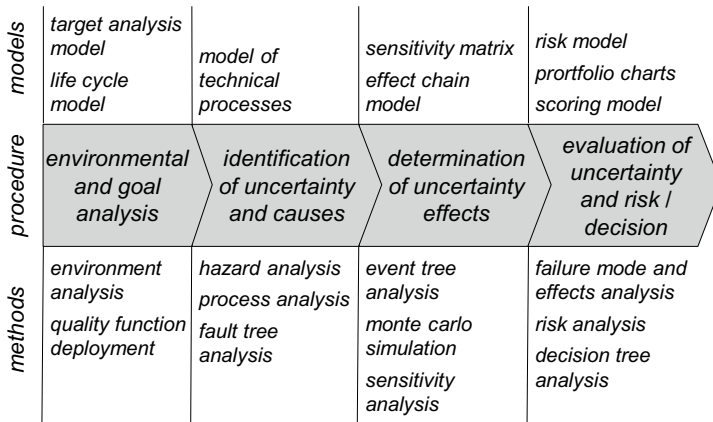 models
target analysis
model
life cycle
model
model of
technical
processes
sensitivity matrix
effect chain
model
risk model
prortfolio charts
scoring model
procedure
environmental
and goal
analysis
identification
of uncertainty
and causes
determination
of uncertainty
effects
evaluation of
uncertainty
and risk /
decision
methods
environment
analysis
quality function
deployment
hazard analysis
process analysis
fault tree
analysis
event tree
analysis
monte carlo
simulation
sensitivity
analysis
failure mode and
effects analysis
risk analysis
decision tree
analysis